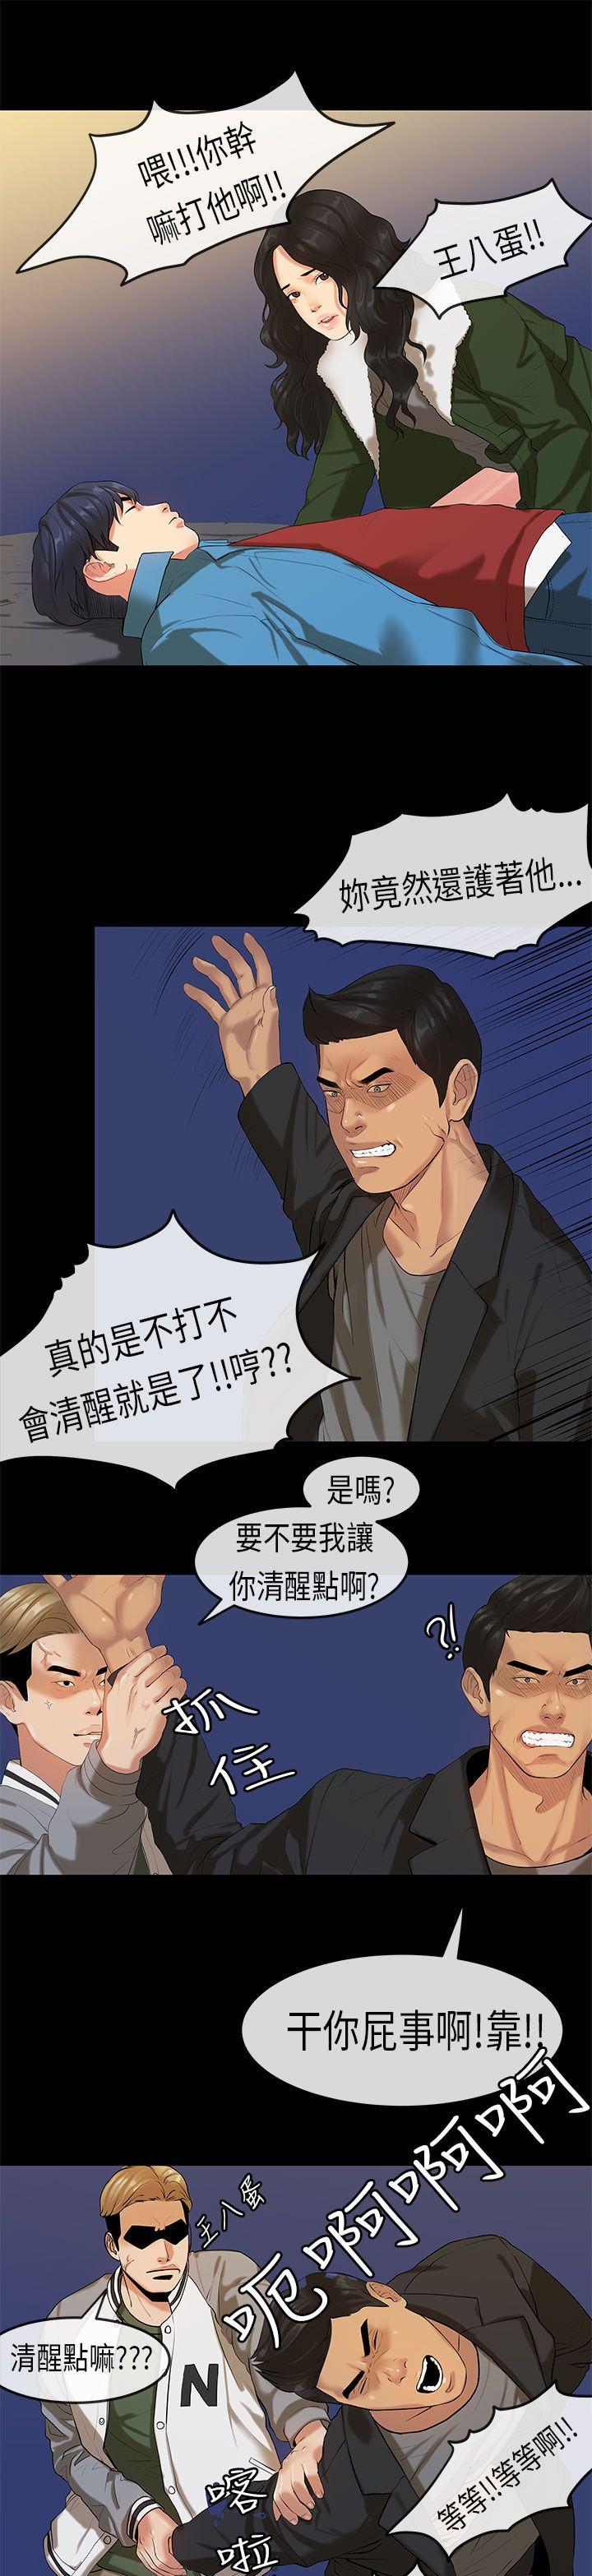 喂!!!你幹
嘛打他啊!!
王八蛋!!
妳竟然還護著他...
真的是不打不
會清醒就是了!!哼??
是嗎?
要不要我讓
你清醒點啊?
?!
抓
住
干你屁事啊!靠!!
呃啊啊啊
王八蛋
清醒點嘛???
等等!!等等啊!!
喀
啦
N